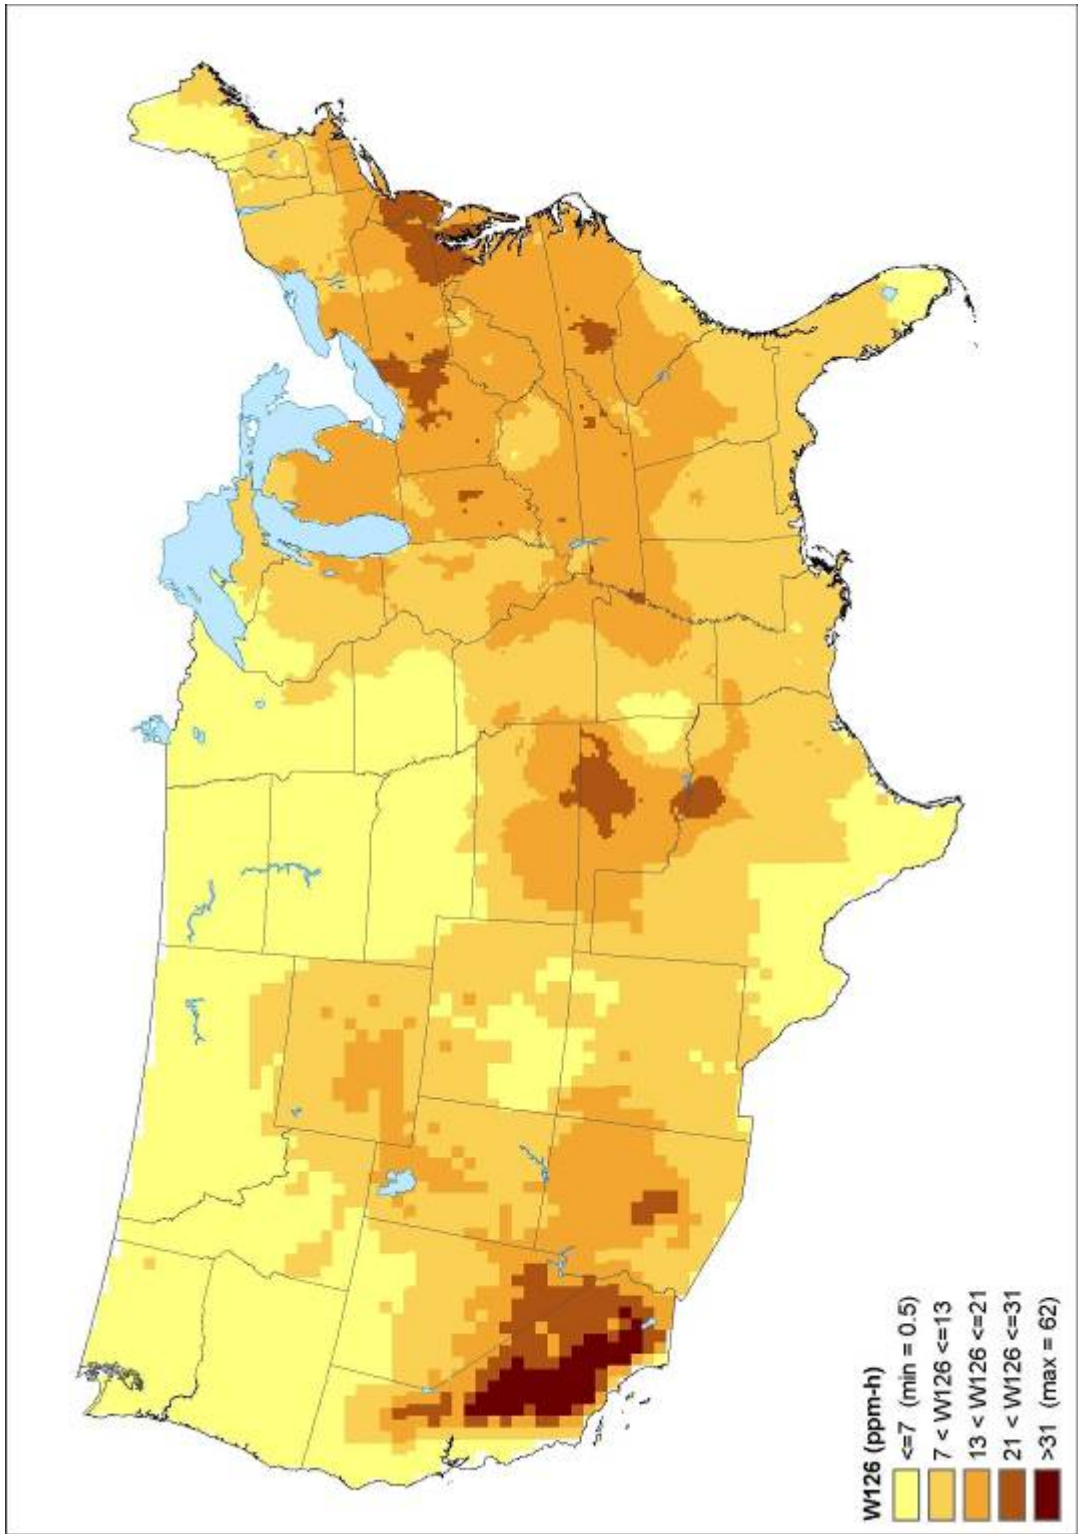 W126 (ppm-h)
<=7 (min = 0.5)
7 < W126 <=13
13 < W126 <=21
21 < W126 <=31
>31 (max = 62)